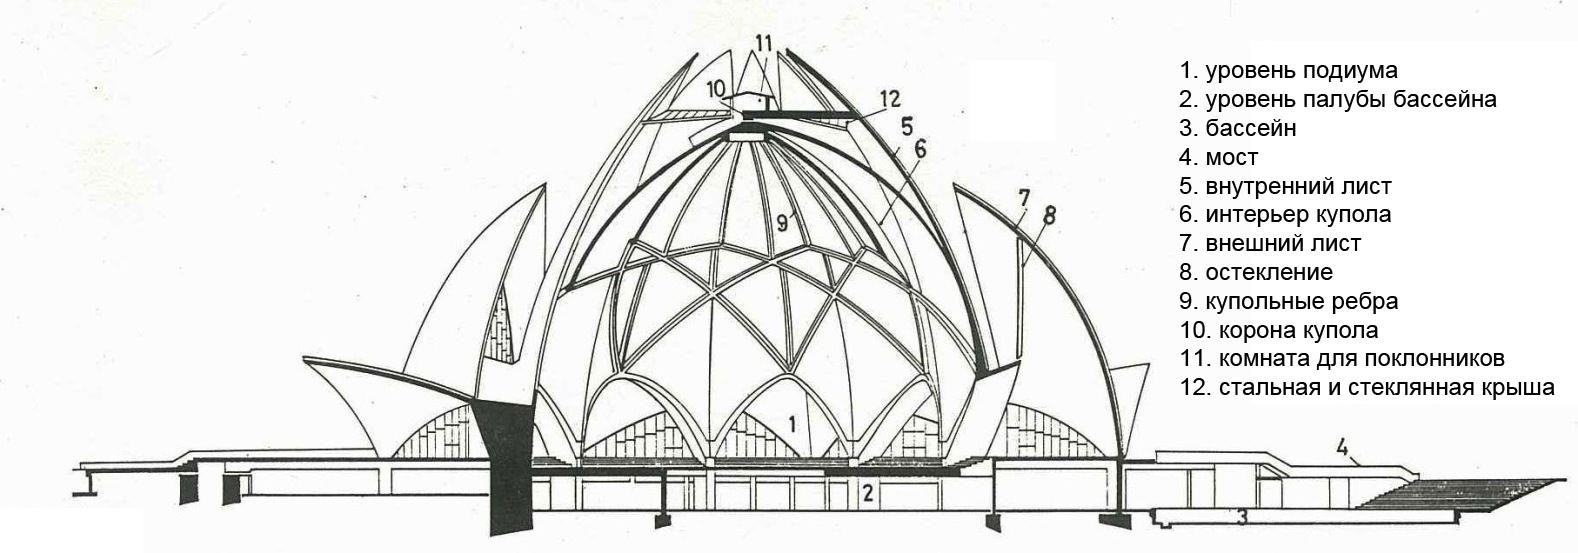 11
10
12
5
6
7
8
9
1
4
2
3
1. уровень подиума
2. уровень палубы бассейна
3. бассейн
4. мост
5. внутренний лист
6. интерьер купола
7. внешний лист
8. остекление
9. купольные ребра
10. корона купола
11. комната для поклонников
12. стальная и стеклянная крыша